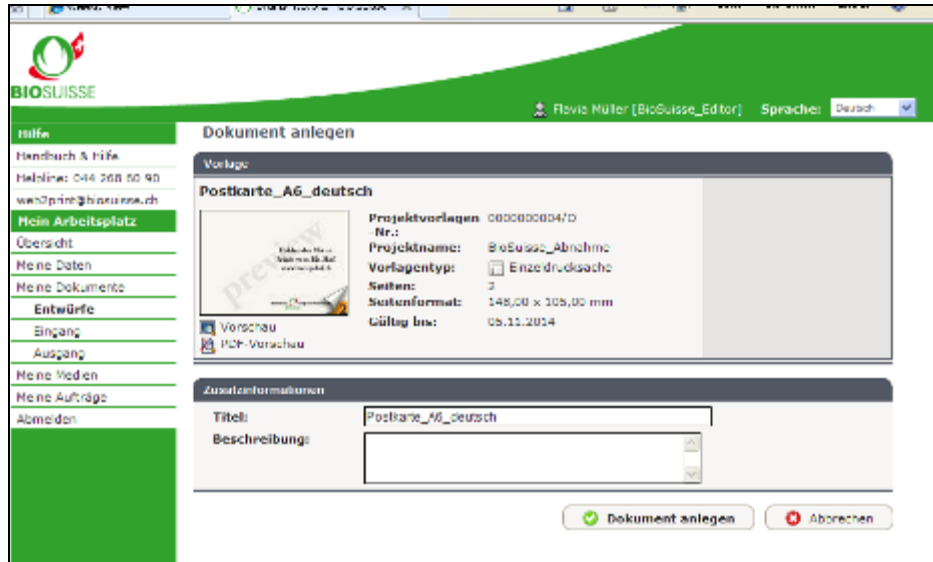 BIOSUISSE
Flavia Müller [BioSuisse_Editor] Sprache: Deutsch
Hilfe
Handbuch & Hilfe
Helpline: 044 268 60 90
web2print@biosuisse.ch
Mein Arbeitsplatz
Übersicht
Meine Daten
Meine Dokumente
Entwürfe
Eingang
Ausgang
Meine Medien
Meine Aufträge
Abmelden
Dokument anlegen
Vorlage
Postkarte_A6_deutsch
preview
Vorschau
PDF-Vorschau
Projektvorlagen -Nr.: 0000000004/D
Projektname: BioSuisse_Abnahme
Vorlagentyp: Einzeldrucksache
Seiten: 2
Seitenformat: 148,00 x 105,00 mm
Gültig bis: 05.11.2014
Zusatzinformationen
Titel: Postkarte_A6_deutsch
Beschreibung:
Dokument anlegen Abbrechen